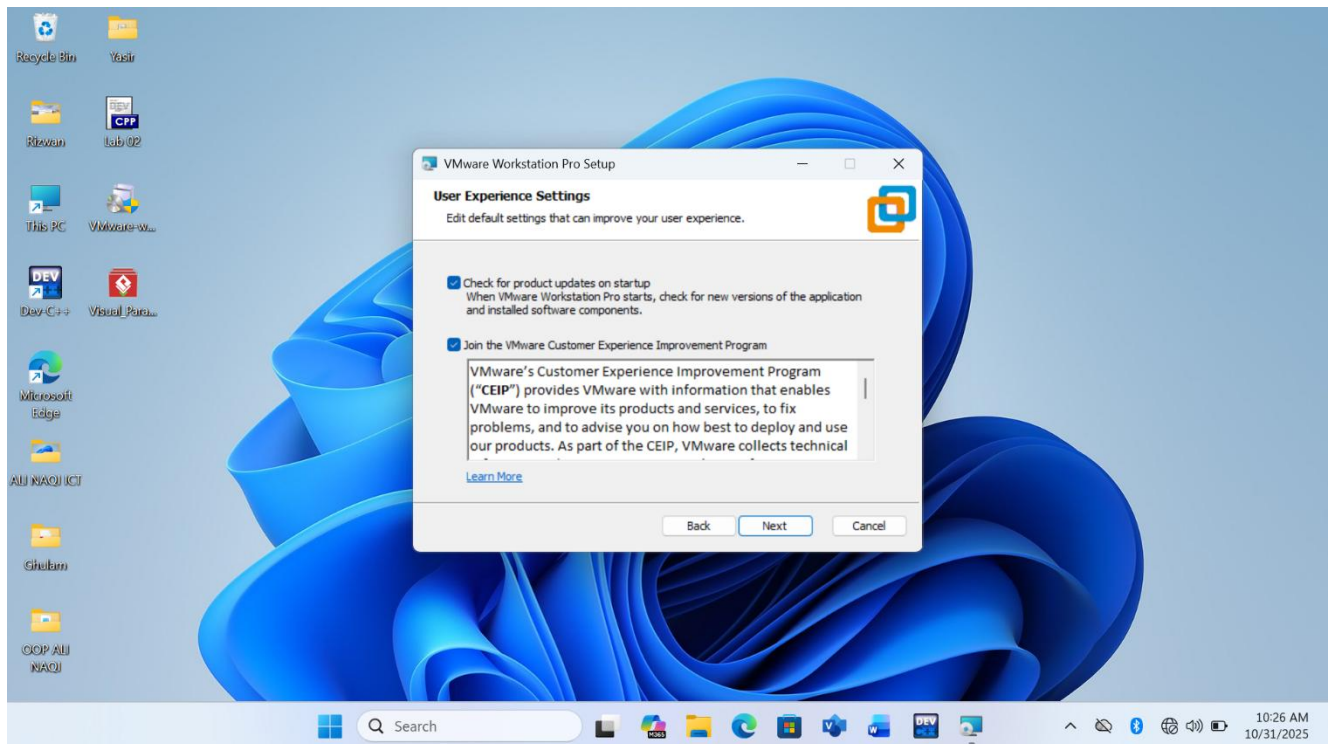 Recycle Bin
Yasir
Rizwan
DEV
CPP
Lab 02
This PC
VMware-w...
DEV
Dev-C++
Visual_Para...
Microsoft
Edge
ALI NAQI ICT
Ghulam
OOP ALI
NAQI
VMware Workstation Pro Setup
User Experience Settings
Edit default settings that can improve your user experience.
Check for product updates on startup
When VMware Workstation Pro starts, check for new versions of the application
and installed software components.
Join the VMware Customer Experience Improvement Program
VMware's Customer Experience Improvement Program
("CEIP") provides VMware with information that enables
VMware to improve its products and services, to fix
problems, and to advise you on how best to deploy and use
our products. As part of the CEIP, VMware collects technical
Learn More
Back Next Cancel
Search
M365
DEV
10:26 AM
10/31/2025